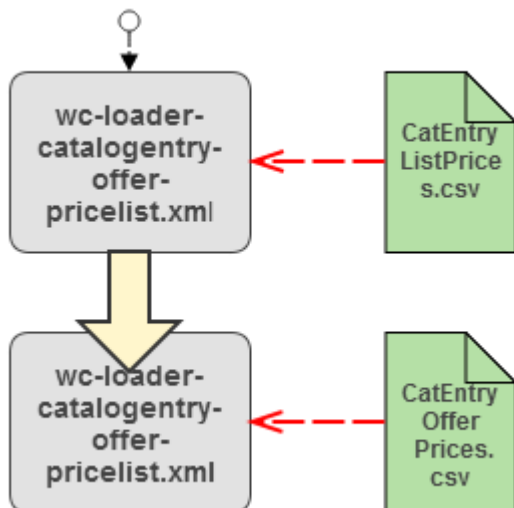 wc-loader-
catalogentry-
offer-
pricelist.xml
CatEntry
ListPrice
s.csv
wc-loader-
catalogentry-
offer-
pricelist.xml
CatEntry
Offer
Prices.
csv